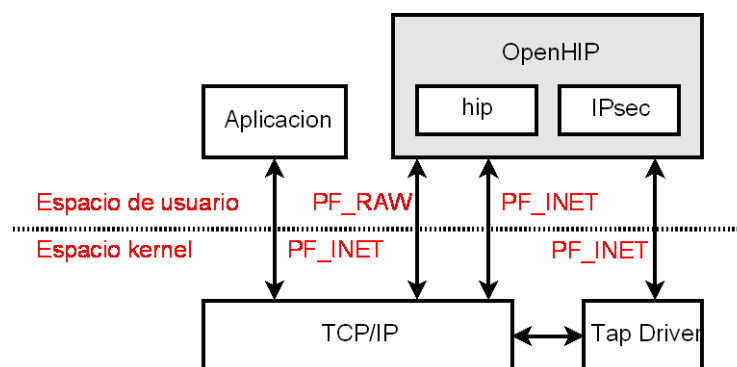 OpenHIP
Aplicacion
hip
IPsec
Espacio de usuario
PF_RAW
PF_INET
Espacio kernel
PF_INET
PF_INET
TCP/IP
Tap Driver